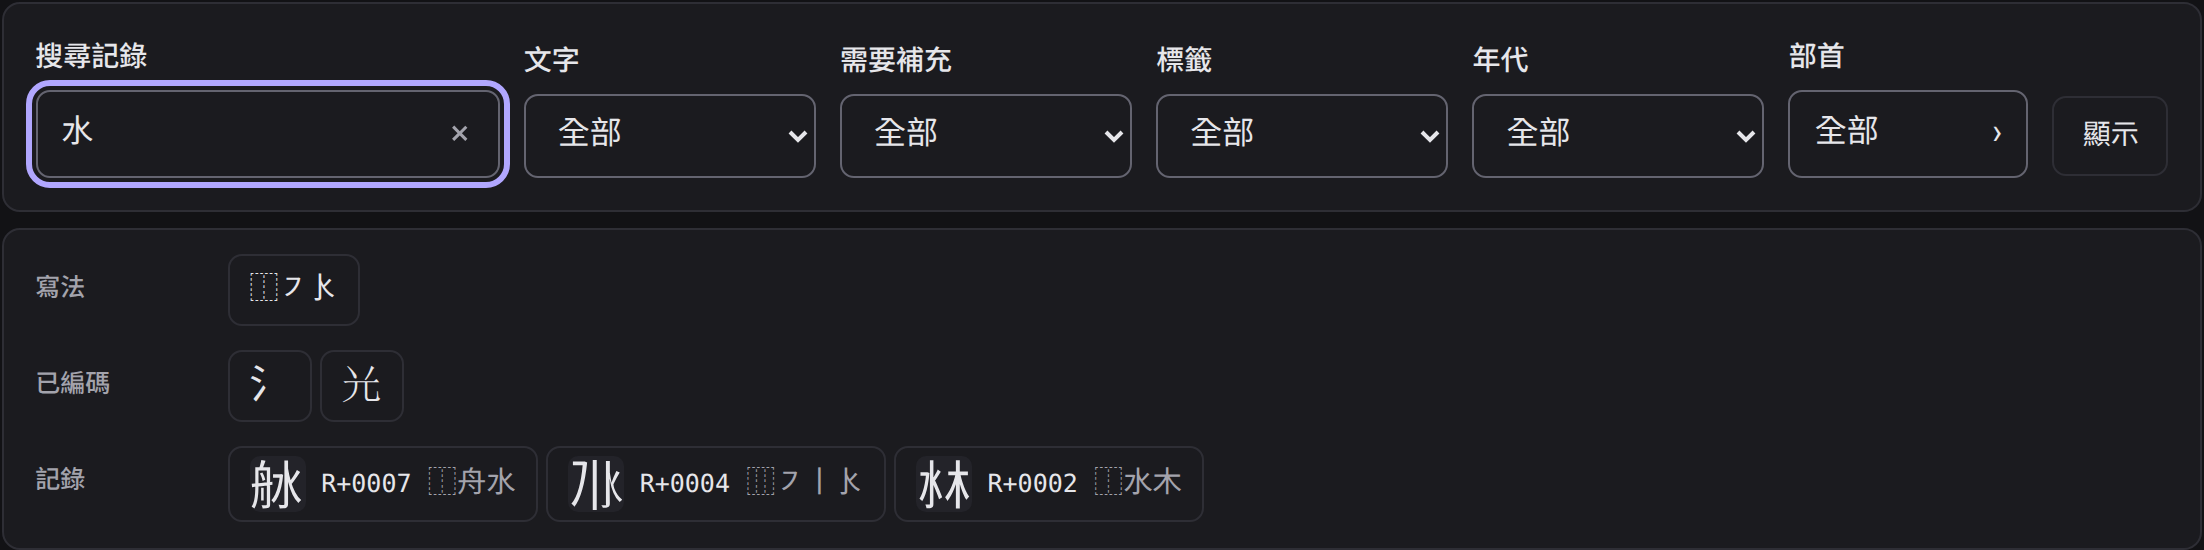 搜尋記錄 文字 需要補充 標籤 年代 部首
水 × 全部 全部 全部 全部 全部 › 顯示
寫法 ⿰㇇
已編碼 氵 光
記錄 R+0007 ⿰舟水 R+0004 ⿲㇇丨 R+0002 ⿰水木